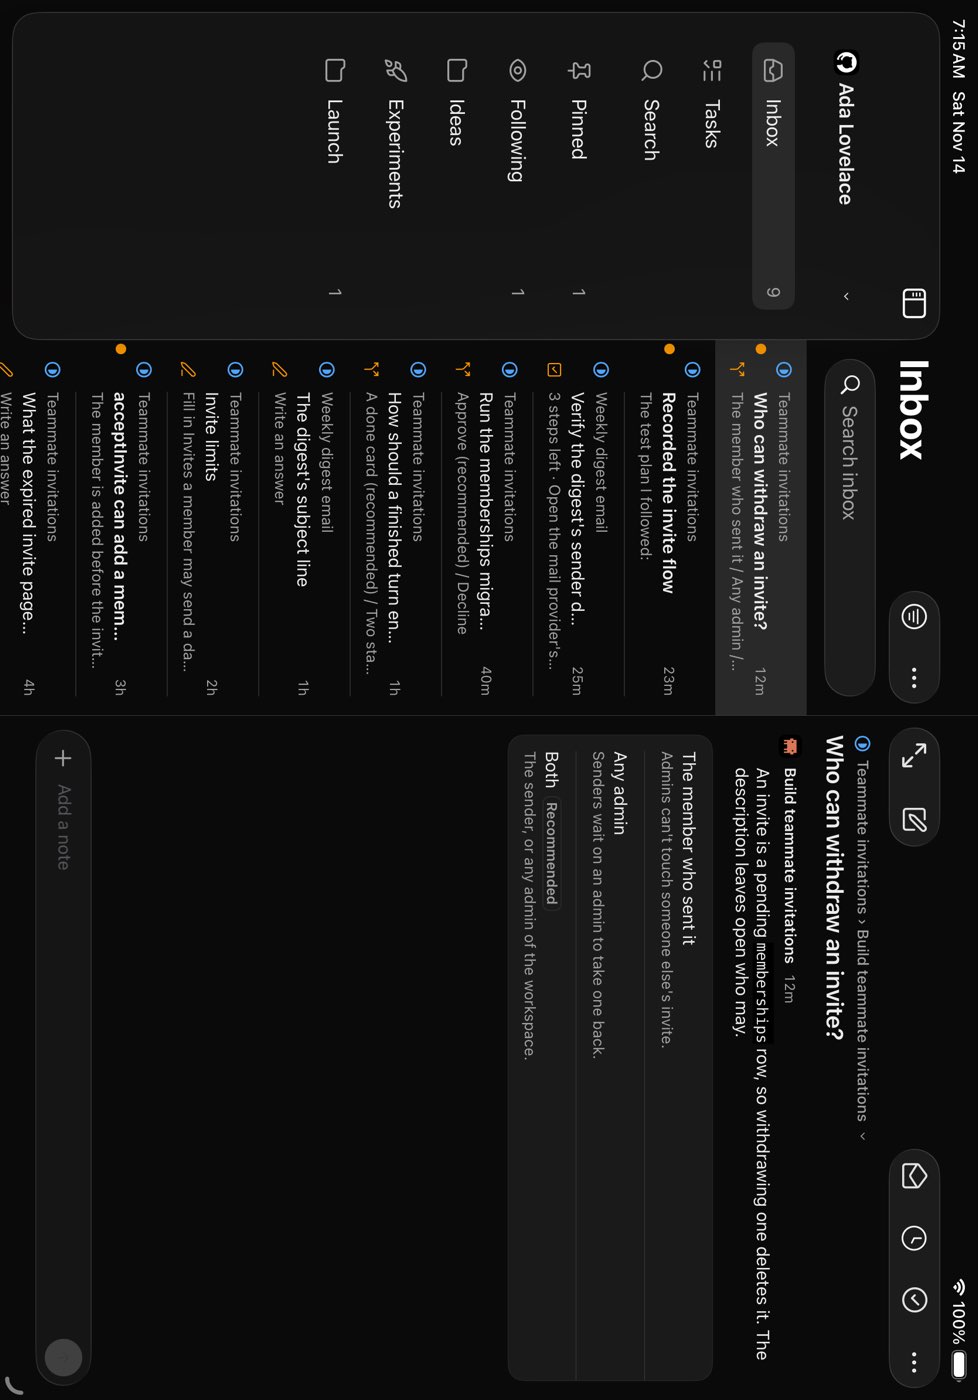 7:15 AM Sat Nov 14
100%
Ada Lovelace
Inbox 9
Tasks
Search
Pinned 1
Following 1
Ideas
Experiments
Launch 1
Inbox
Search inbox
Teammate invitations
Who can withdraw an invite? 12m
The member who sent it / Any admin /...
Teammate invitations
Recorded the invite flow 23m
The test plan I followed:
Weekly digest email
Verify the digest's sender d... 25m
3 steps left · Open the mail provider's...
Teammate invitations
Run the memberships migra... 40m
Approve (recommended) / Decline
Teammate invitations
How should a finished turn en... 1h
A done card (recommended) / Two sta...
Weekly digest email
The digest's subject line 1h
Write an answer
Teammate invitations
Invite limits 2h
Fill in Invites a member may send a da...
Teammate invitations
acceptInvite can add a mem... 3h
The member is added before the invit...
Teammate invitations
What the expired invite page... 4h
Write an answer
Teammate invitations › Build teammate invitations
Who can withdraw an invite?
Build teammate invitations 12m
An invite is a pending memberships row, so withdrawing one deletes it. The
description leaves open who may.
The member who sent it
Admins can't touch someone else's invite.
Any admin
Senders wait on an admin to take one back.
Both Recommended
The sender, or any admin of the workspace.
Add a note